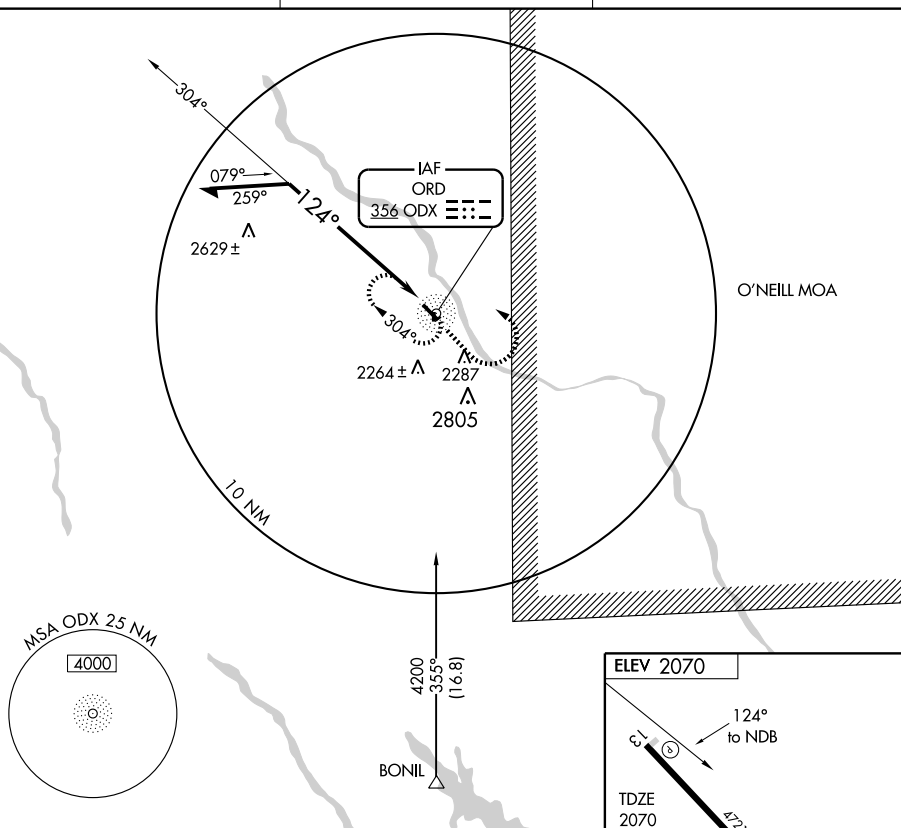 304°
079°
259°
124°
2629 ±
IAF
ORD
356 ODX
O'NEILL MOA
304°
2264 ±
2287
2805
10 NM
MSA ODX 25 NM
4000
4200
355°
(16.8)
BONIL
ELEV 2070
124°
to NDB
13
P
TDZE
2070